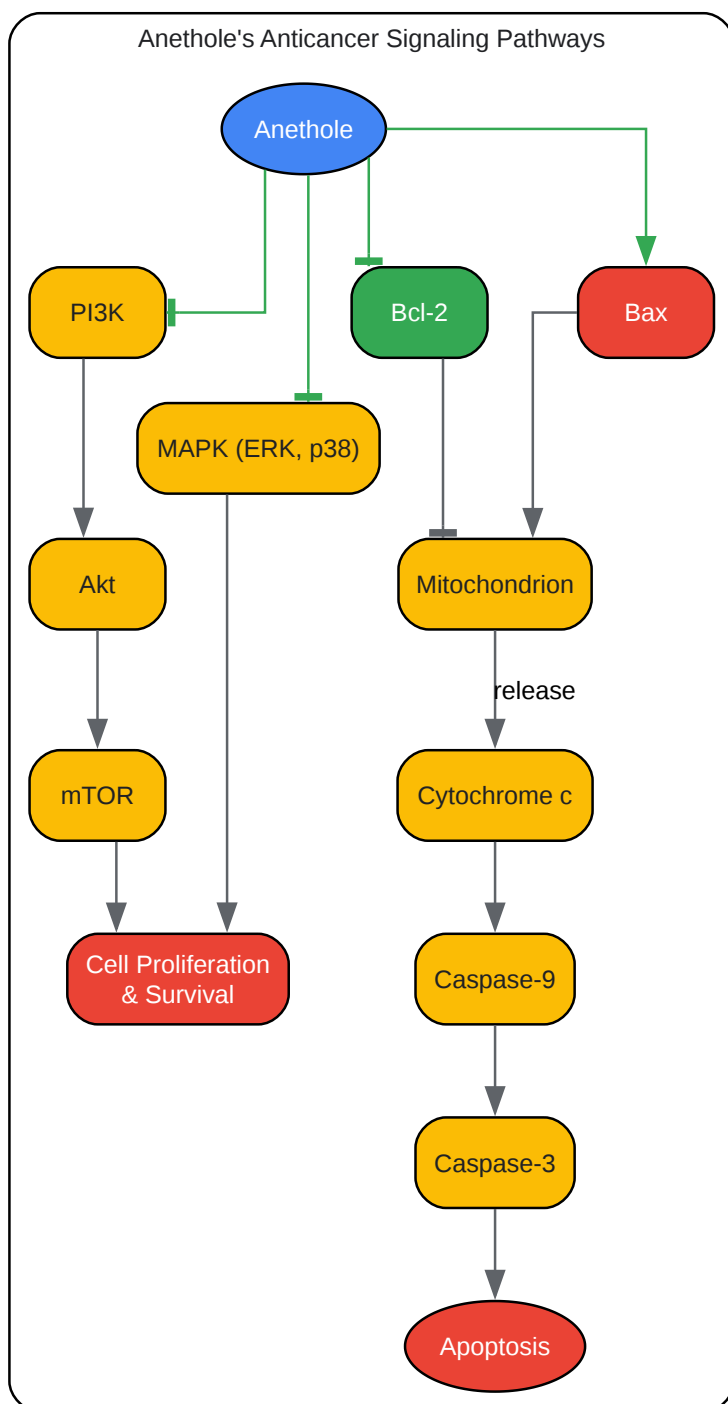 Anethole's Anticancer Signaling Pathways
Anethole
PI3K
Bcl-2
Bax
MAPK (ERK, p38)
Akt
Mitochondrion
release
mTOR
Cytochrome c
Cell Proliferation
& Survival
Caspase-9
Caspase-3
Apoptosis